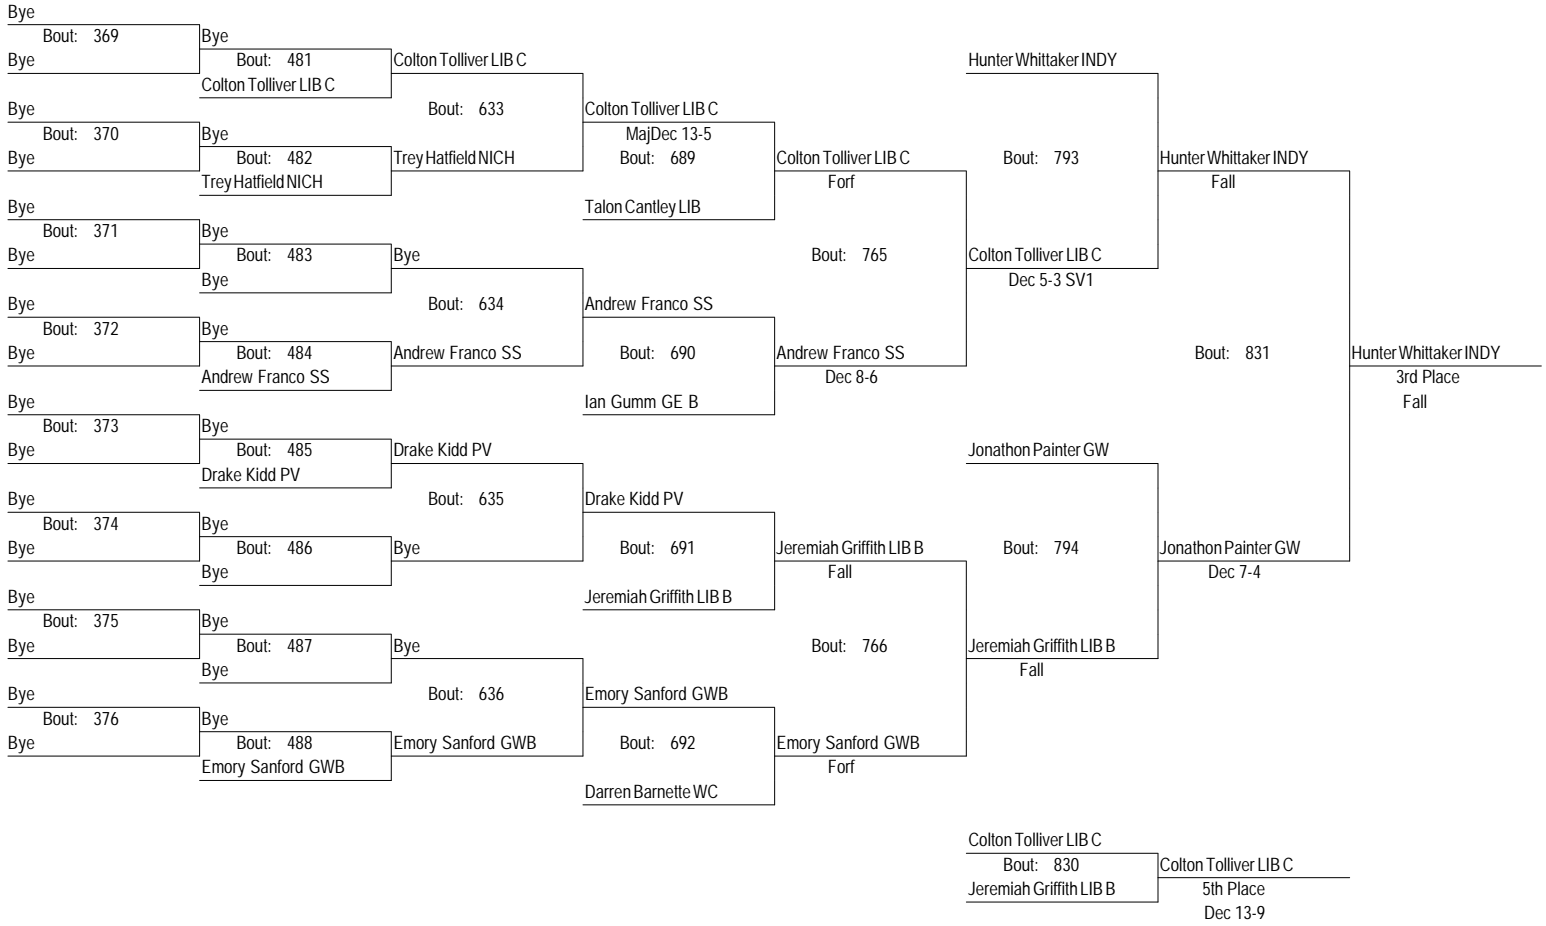 Bye
Bout: 369
Bye
Bye
Bout: 481
Colton Tolliver LIB C
Hunter Whittaker INDY
Bye
Colton Tolliver LIB C
Bye
Bout: 633
Colton Tolliver LIB C
Bout: 370
Bye
MajDec 13-5
Bye
Bout: 482
Trey Hatfield NICH
Bout: 689
Colton Tolliver LIB C
Bout: 793
Hunter Whittaker INDY
Trey Hatfield NICH
Forf
Fall
Bye
Talon Cantley LIB
Bout: 371
Bye
Bye
Bout: 483
Bye
Bout: 765
Colton Tolliver LIB C
Bye
Dec 5-3 SV1
Bye
Bout: 634
Andrew Franco SS
Bout: 372
Bye
Bye
Bout: 484
Andrew Franco SS
Bout: 690
Andrew Franco SS
Bout: 831
Hunter Whittaker INDY
Andrew Franco SS
Dec 8-6
3rd Place
Bye
Ian Gumm GE B
Fall
Bout: 373
Bye
Bye
Bout: 485
Drake Kidd PV
Jonathon Painter GW
Drake Kidd PV
Bye
Bout: 635
Drake Kidd PV
Bout: 374
Bye
Bye
Bout: 486
Bye
Bout: 691
Jeremiah Griffith LIB B
Bout: 794
Jonathon Painter GW
Bye
Fall
Dec 7-4
Bye
Jeremiah Griffith LIB B
Bout: 375
Bye
Bye
Bout: 487
Bye
Bout: 766
Jeremiah Griffith LIB B
Bye
Fall
Bye
Bout: 636
Emory Sanford GWB
Bout: 376
Bye
Bye
Bout: 488
Emory Sanford GWB
Bout: 692
Emory Sanford GWB
Emory Sanford GWB
Forf
Darren Barnette WC
Colton Tolliver LIB C
Bout: 830
Colton Tolliver LIB C
Jeremiah Griffith LIB B
5th Place
Dec 13-9